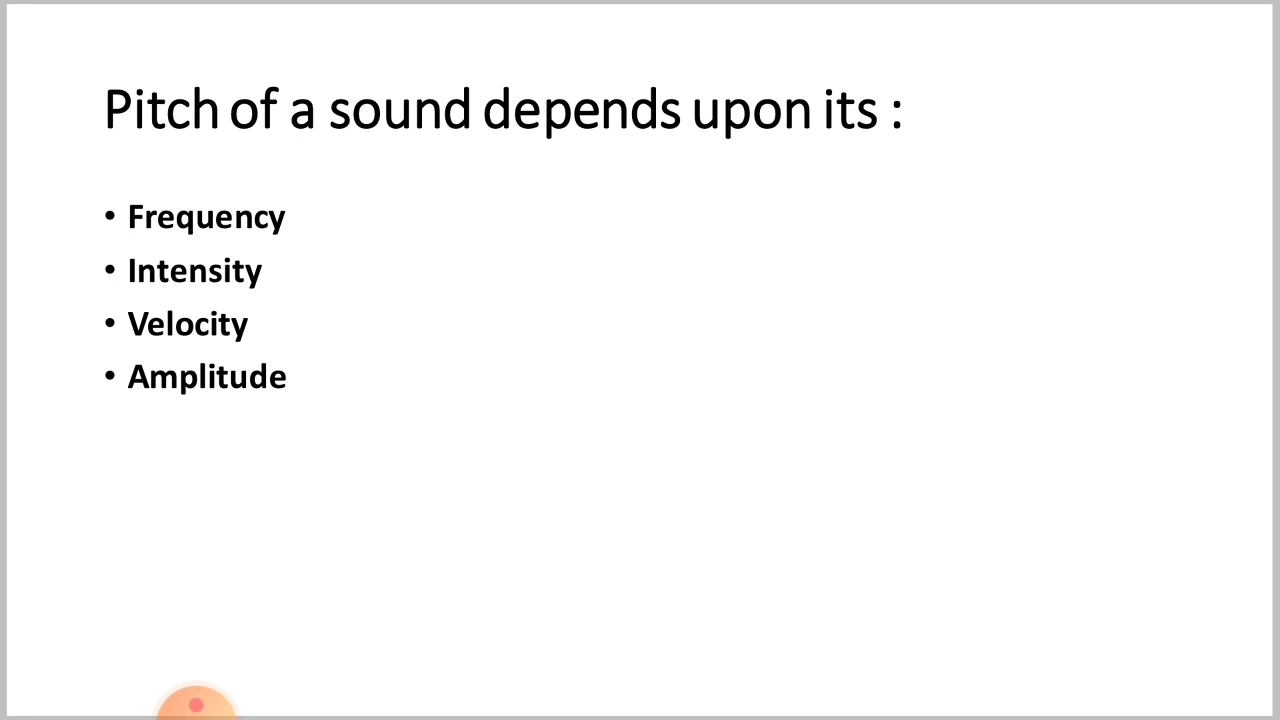 Pitch of a sound depends upon its :
• Frequency
• Intensity
• Velocity
• Amplitude